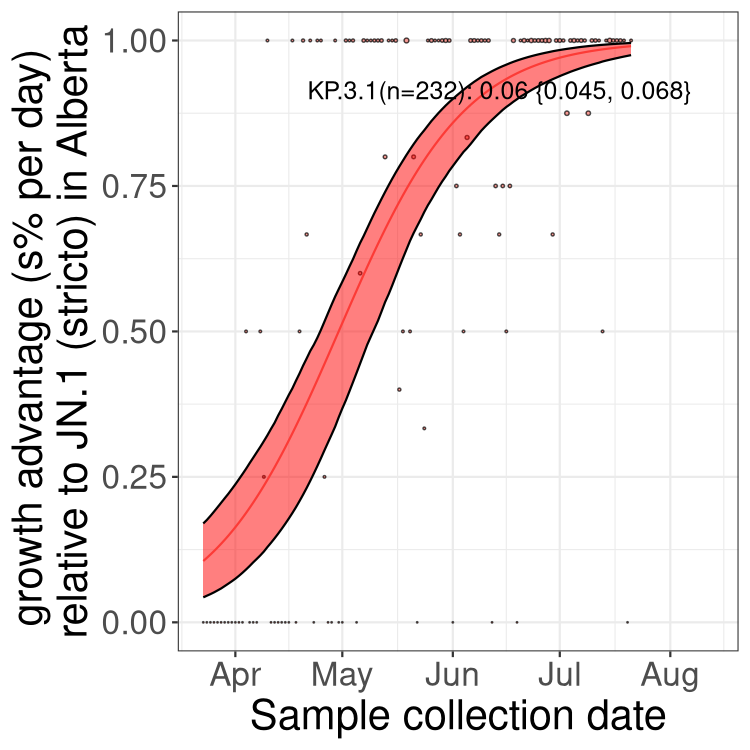 growth advantage (s% per day)
relative to JN.1 (stricto) in Alberta
1.00
0.75
0.50
0.25
0.00
KP.3.1(n=232): 0.06 {0.045, 0.068}
Apr May Jun Jul Aug
Sample collection date